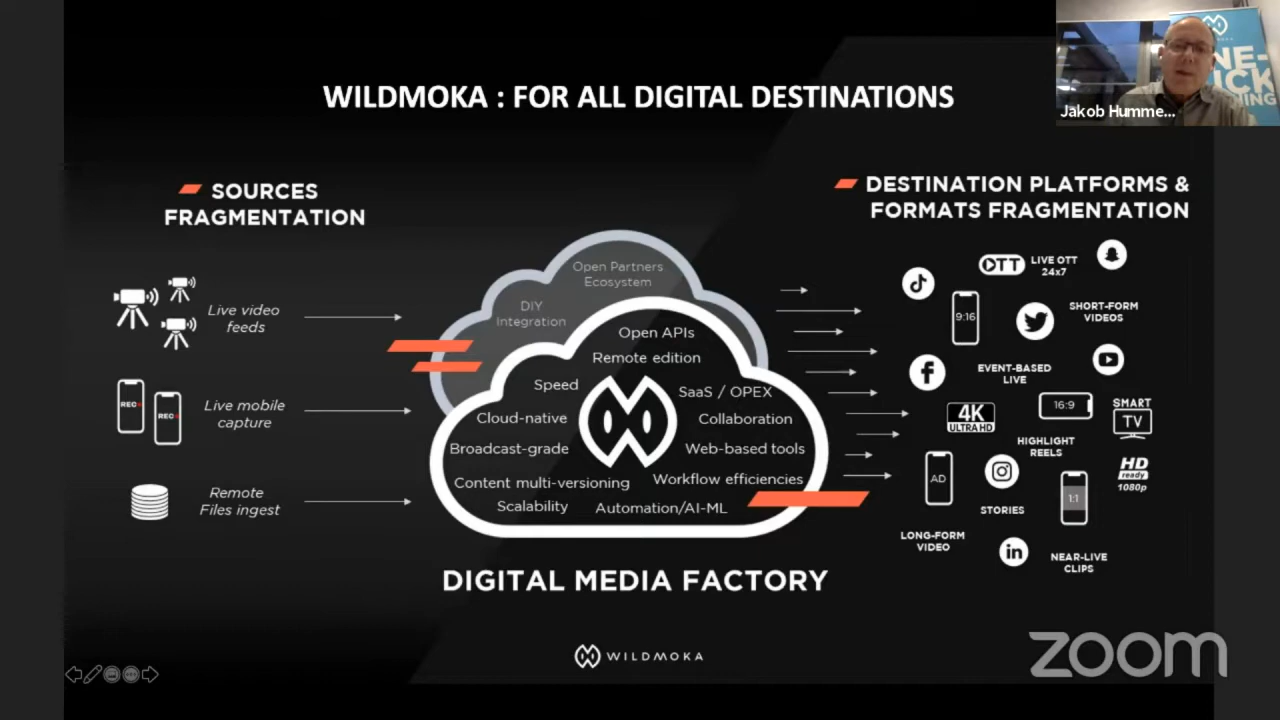 WILDMOKA : FOR ALL DIGITAL DESTINATIONS
Jakob Humme...
SOURCES
FRAGMENTATION
Live video
feeds
REC
REC
Live mobile
capture
Remote
Files ingest
Open Partners
Ecosystem
DIY
Integration
Open APIs
Remote edition
Speed
SaaS / OPEX
Cloud-native
Collaboration
Broadcast-grade
Web-based tools
Content multi-versioning
Workflow efficiencies
Scalability
Automation/AI-ML
DIGITAL MEDIA FACTORY
DESTINATION PLATFORMS &
FORMATS FRAGMENTATION
OTT
LIVE OTT
24x7
9:16
SHORT-FORM
VIDEOS
EVENT-BASED
LIVE
4K
ULTRA HD
16:9
SMART
TV
HIGHLIGHT
REELS
HD
ready
1080p
AD
1:1
STORIES
LONG-FORM
VIDEO
in
NEAR-LIVE
CLIPS
WILDMOKA
zoom